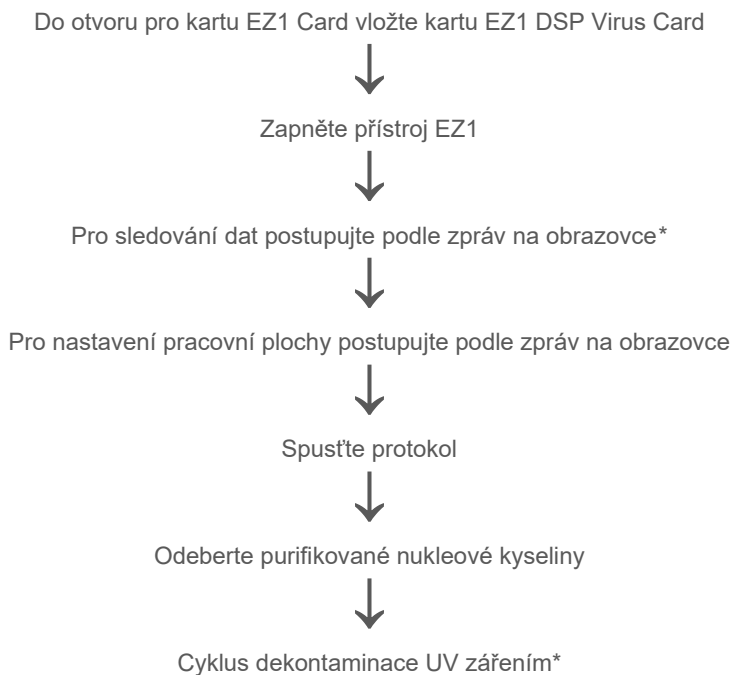 Do otvoru pro kartu EZ1 Card vložte kartu EZ1 DSP Virus Card
Zapněte přístroj EZ1
Pro sledování dat postupujte podle zpráv na obrazovce*
Pro nastavení pracovní plochy postupujte podle zpráv na obrazovce
Spusťte protokol
Odeberte purifikované nukleové kyseliny
Cyklus dekontaminace UV zářením*